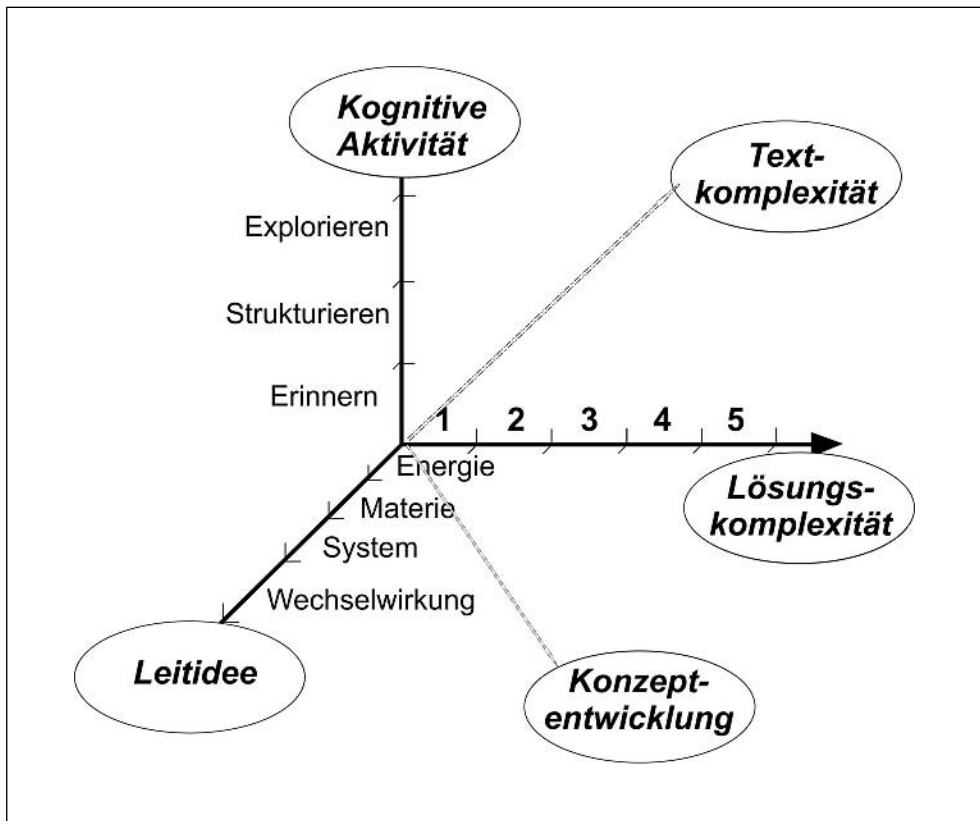 Kognitive
Aktivität
Text-
komplexität
Explorieren
Strukturieren
Erinnern
1 2 3 4 5
Energie
Materie
System
Wechselwirkung
Lösungs-
komplexität
Leitidee
Konzept-
entwicklung